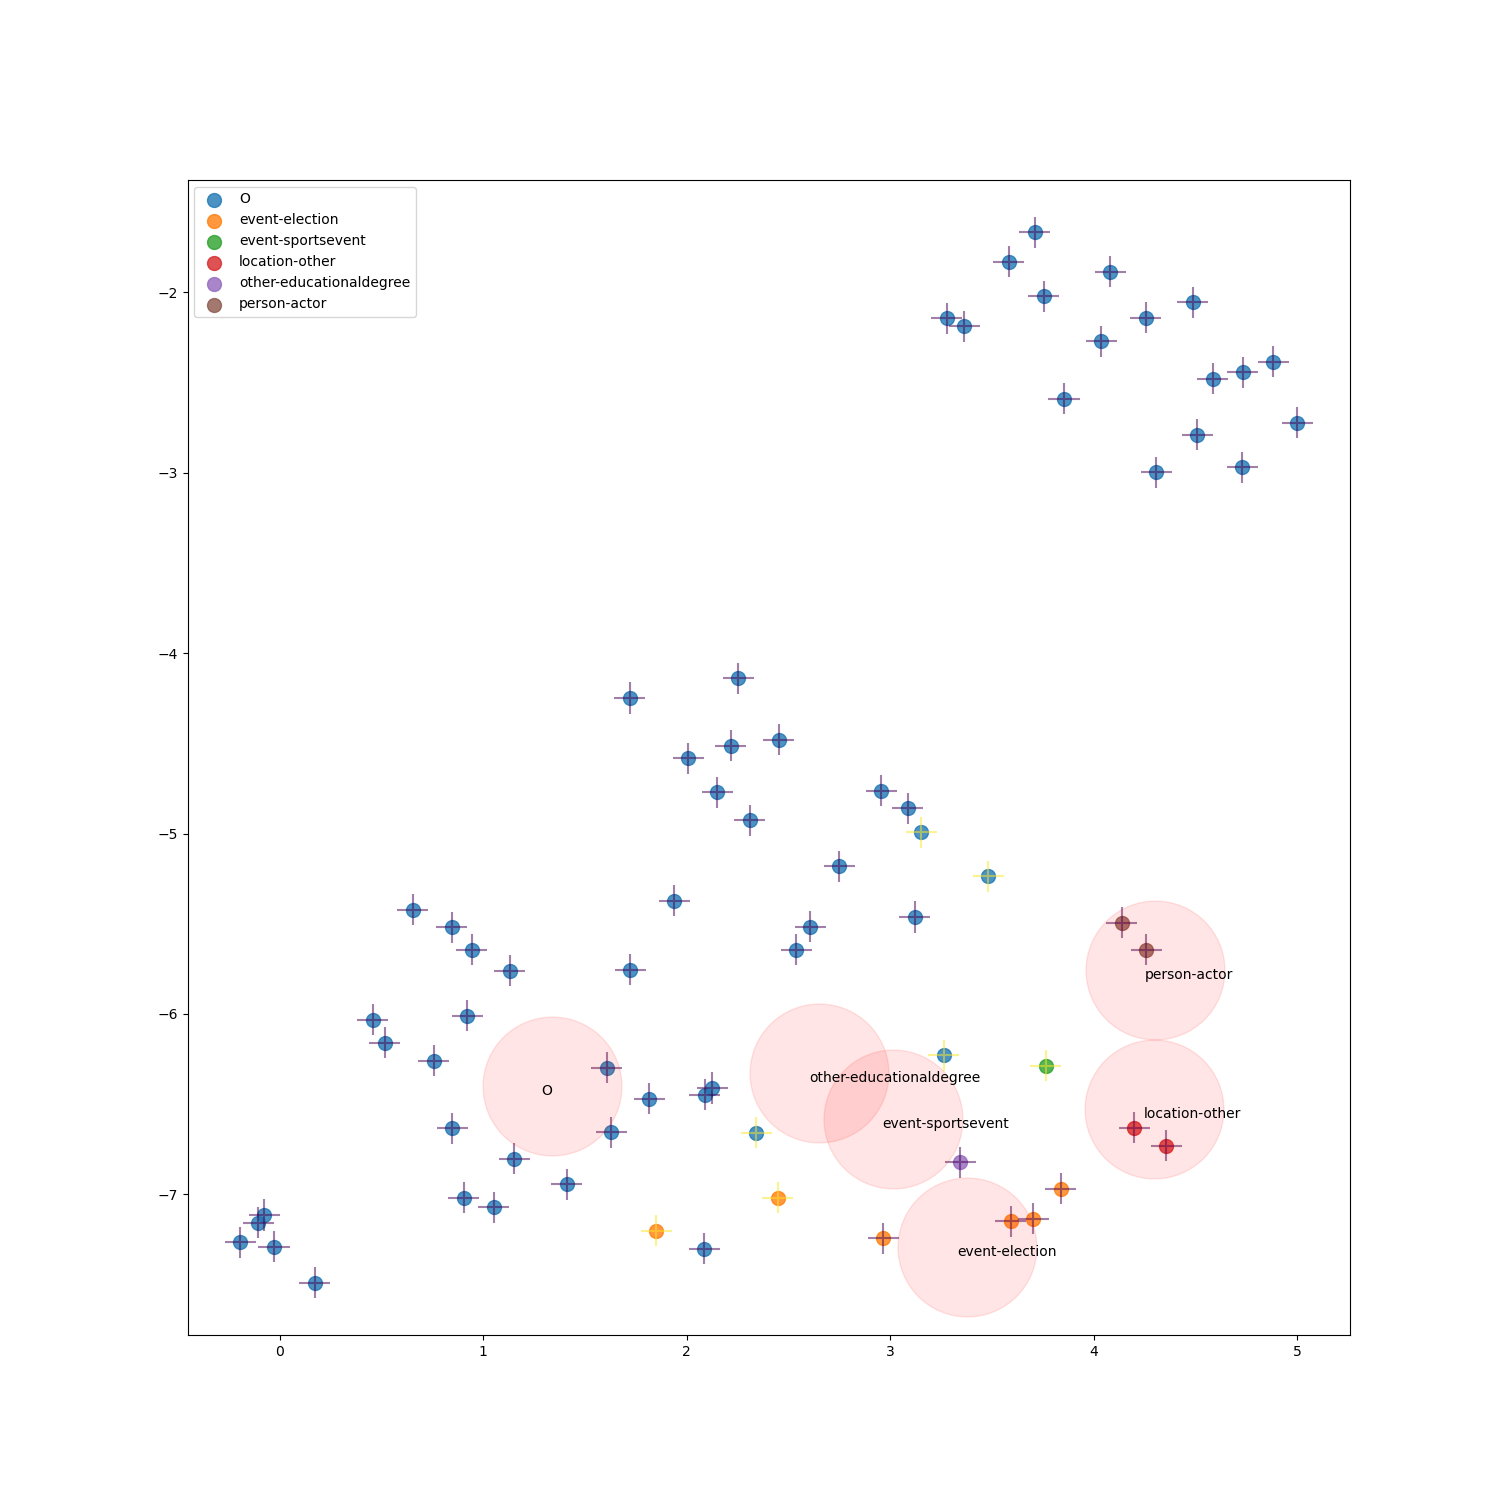 O
event-election
event-sportsevent
location-other
other-educationaldegree
person-actor
−2
−3
−4
−5
person-actor
−6
other-educationaldegree
O
location-other
event-sportsevent
−7
event-election
0 1 2 3 4 5